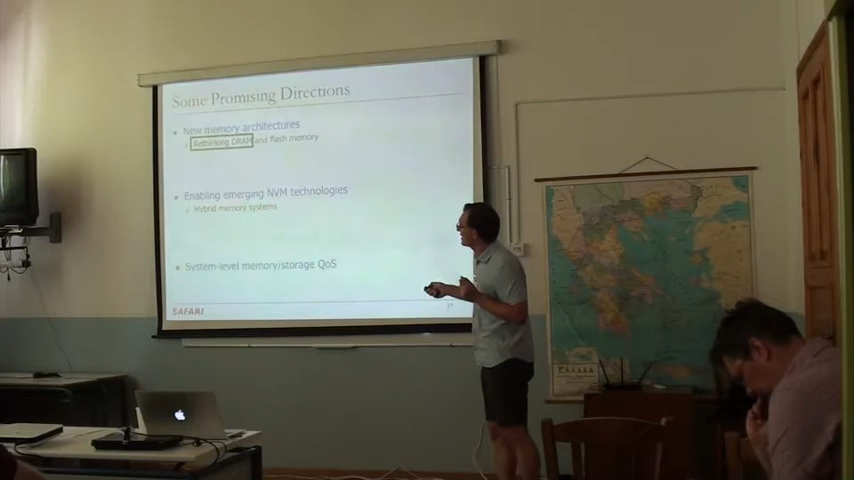 Some Promising Directions
New memory architectures
Rethinking DRAM and flash memory
Enabling emerging NVM technologies
Hybrid memory systems
System-level memory/storage QoS
SAFARI